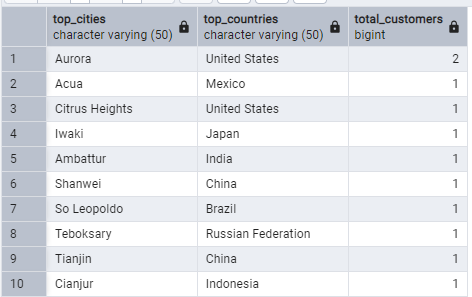 top_cities top_countries total_customers
character varying (50) character varying (50) bigint
1 Aurora United States 2
2 Acua Mexico 1
3 Citrus Heights United States 1
4 Iwaki Japan 1
5 Ambattur India 1
6 Shanwei China 1
7 So Leopoldo Brazil 1
8 Teboksary Russian Federation 1
9 Tianjin China 1
10 Cianjur Indonesia 1